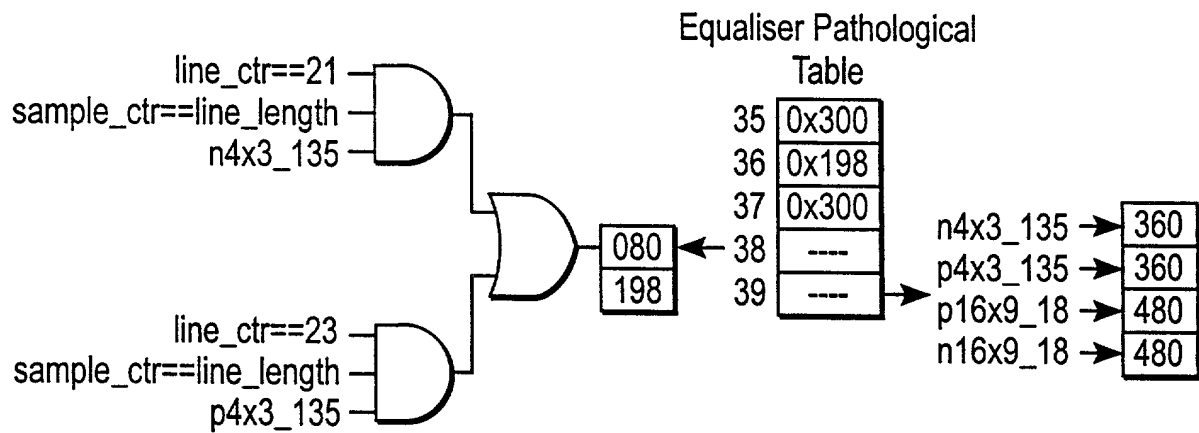 Equaliser Pathological
Table
line_ctr==21
sample_ctr==line_length
n4x3_135
35 0x300
36 0x198
37 0x300
38 ----
39 ----
080
198
n4x3_135 360
p4x3_135 360
p16x9_18 480
n16x9_18 480
line_ctr==23
sample_ctr==line_length
p4x3_135